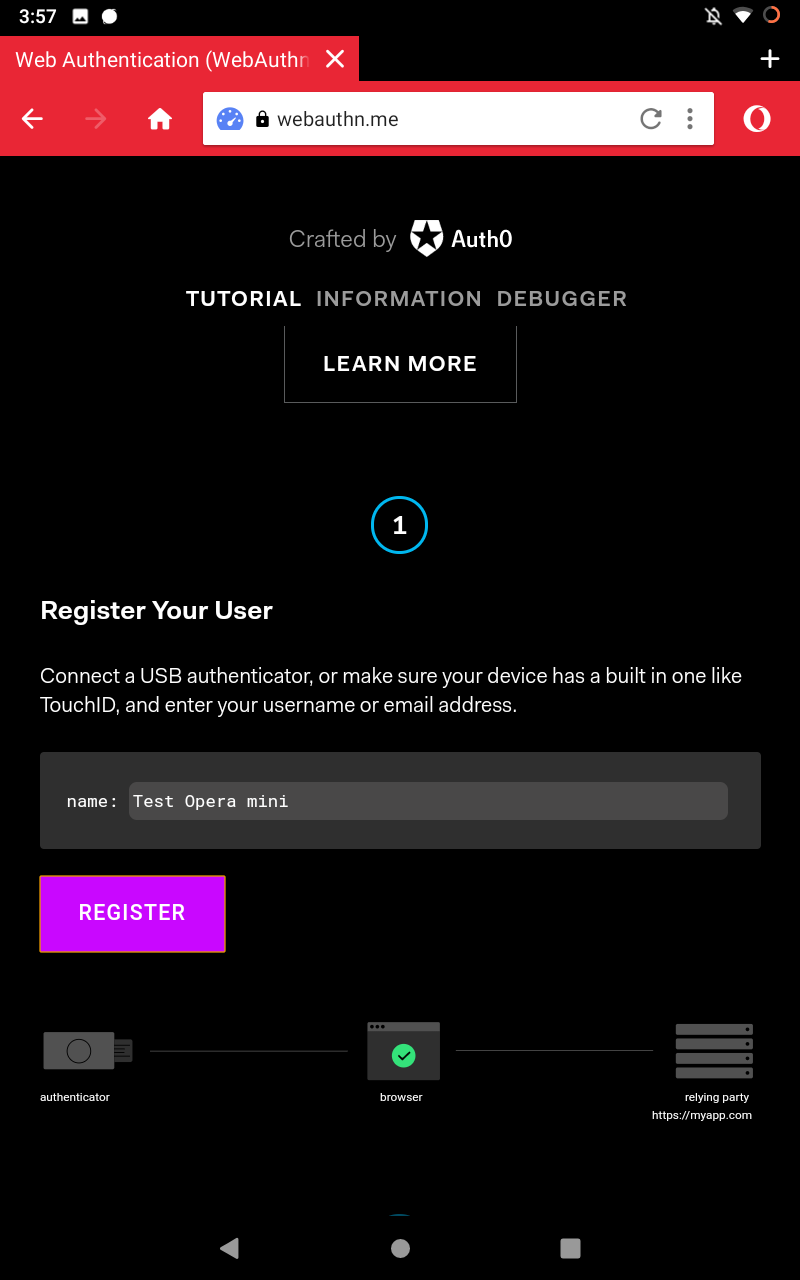 3:57
Web Authentication (WebAuthn
webauthn.me
Crafted by Auth0
TUTORIAL INFORMATION DEBUGGER
LEARN MORE
1
Register Your User
Connect a USB authenticator, or make sure your device has a built in one like
TouchID, and enter your username or email address.
name: Test Opera mini
REGISTER
authenticator browser relying party
https://myapp.com